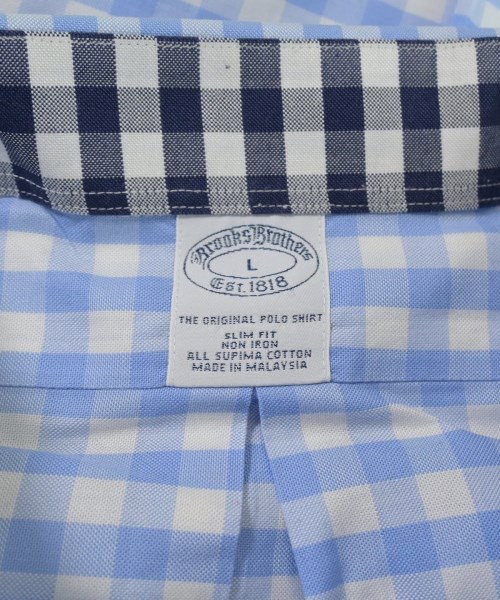 Brooks Brothers
L
Est. 1818
THE ORIGINAL POLO SHIRT
SLIM FIT
NON IRON
ALL SUPIMA COTTON
MADE IN MALAYSIA